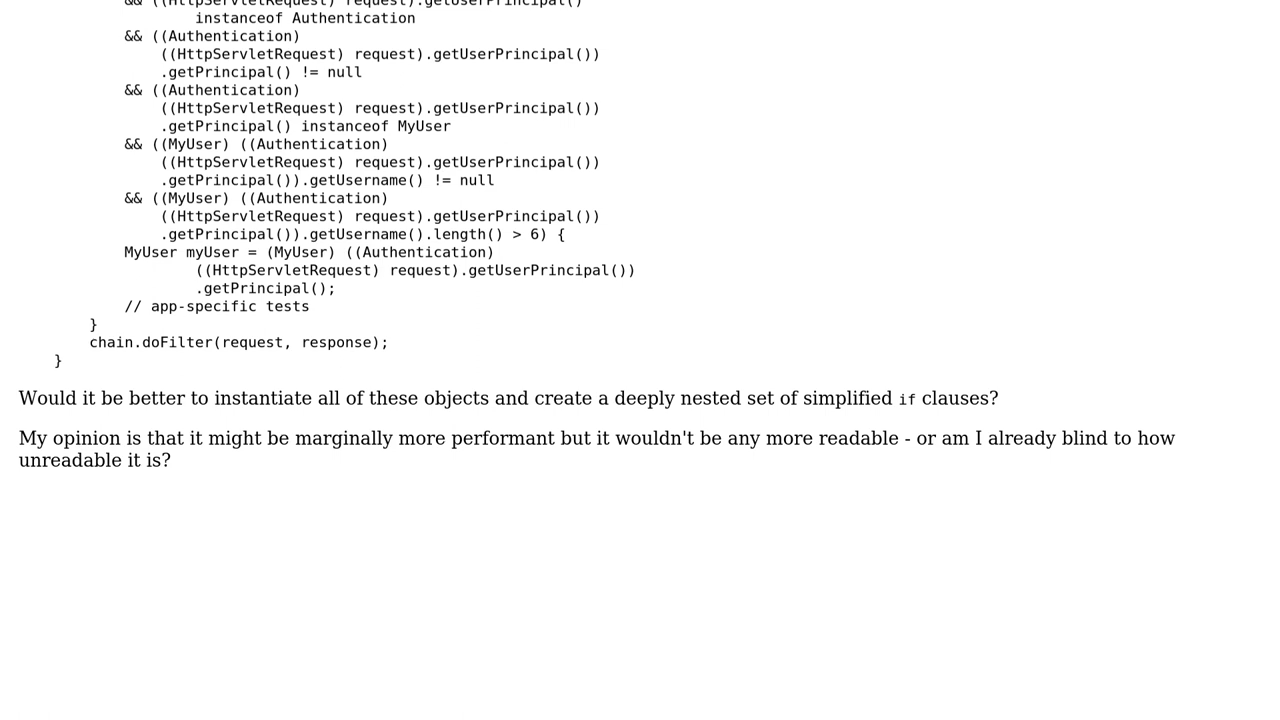 && ((HttpServletRequest) request).getUserPrincipal()
instanceof Authentication
&& ((Authentication)
((HttpServletRequest) request).getUserPrincipal())
.getPrincipal() != null
&& ((Authentication)
((HttpServletRequest) request).getUserPrincipal())
.getPrincipal() instanceof MyUser
&& ((MyUser) ((Authentication)
((HttpServletRequest) request).getUserPrincipal())
.getPrincipal()).getUsername() != null
&& ((MyUser) ((Authentication)
((HttpServletRequest) request).getUserPrincipal())
.getPrincipal()).getUsername().length() > 6) {
MyUser myUser = (MyUser) ((Authentication)
((HttpServletRequest) request).getUserPrincipal())
.getPrincipal();
// app-specific tests
}
chain.doFilter(request, response);
}
Would it be better to instantiate all of these objects and create a deeply nested set of simplified if clauses?
My opinion is that it might be marginally more performant but it wouldn't be any more readable - or am I already blind to how
unreadable it is?